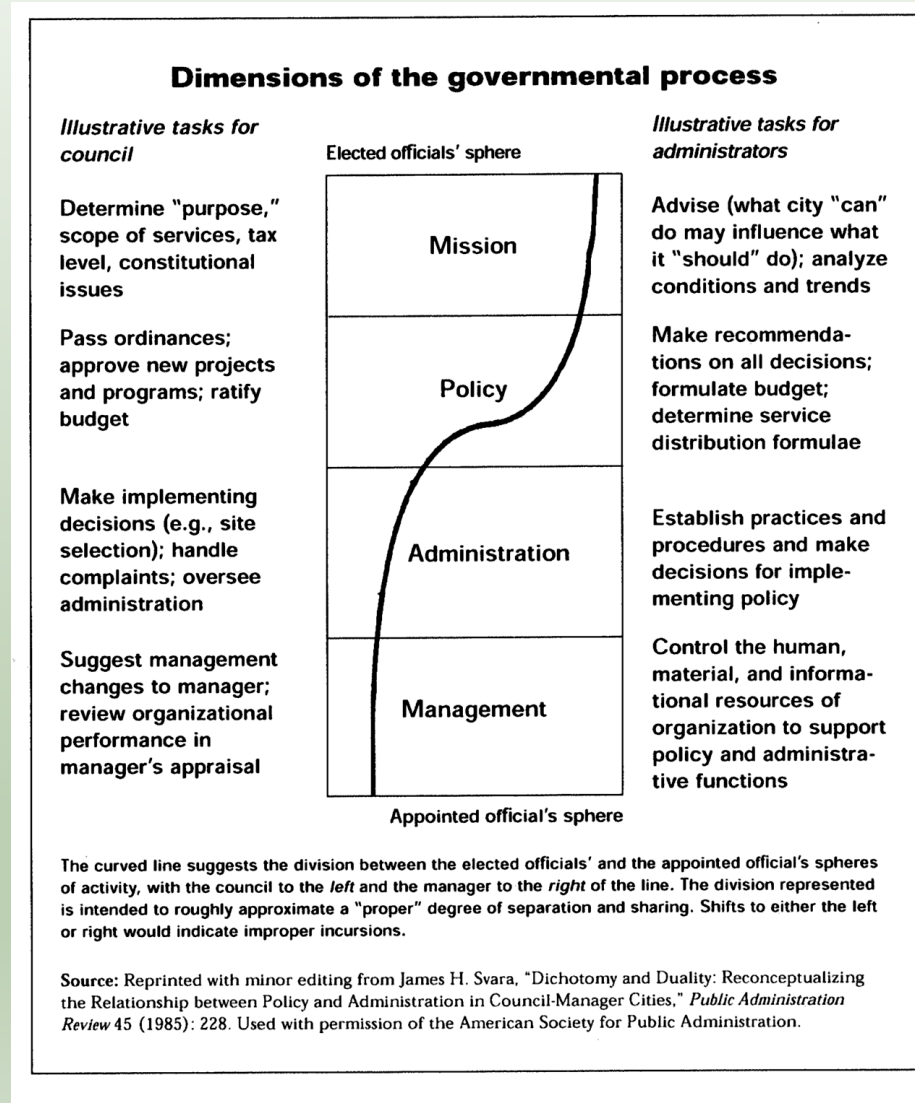 Dimensions of the governmental process
Illustrative tasks for
council
Elected officials' sphere
Illustrative tasks for
administrators
Determine "purpose,"
scope of services, tax
level, constitutional
issues
Mission
Advise (what city "can"
do may influence what
it "should" do); analyze
conditions and trends
Pass ordinances;
approve new projects
and programs; ratify
budget
Policy
Make recommenda-
tions on all decisions;
formulate budget;
determine service
distribution formulae
Make implementing
decisions (e.g., site
selection); handle
complaints; oversee
administration
Administration
Establish practices and
procedures and make
decisions for imple-
menting policy
Suggest management
changes to manager;
review organizational
performance in
manager's appraisal
Management
Control the human,
material, and informa-
tional resources of
organization to support
policy and administra-
tive functions
Appointed official's sphere
The curved line suggests the division between the elected officials' and the appointed official's spheres
of activity, with the council to the left and the manager to the right of the line. The division represented
is intended to roughly approximate a "proper" degree of separation and sharing. Shifts to either the left
or right would indicate improper incursions.
Source: Reprinted with minor editing from James H. Svara, "Dichotomy and Duality: Reconceptualizing
the Relationship between Policy and Administration in Council-Manager Cities," Public Administration
Review 45 (1985): 228. Used with permission of the American Society for Public Administration.